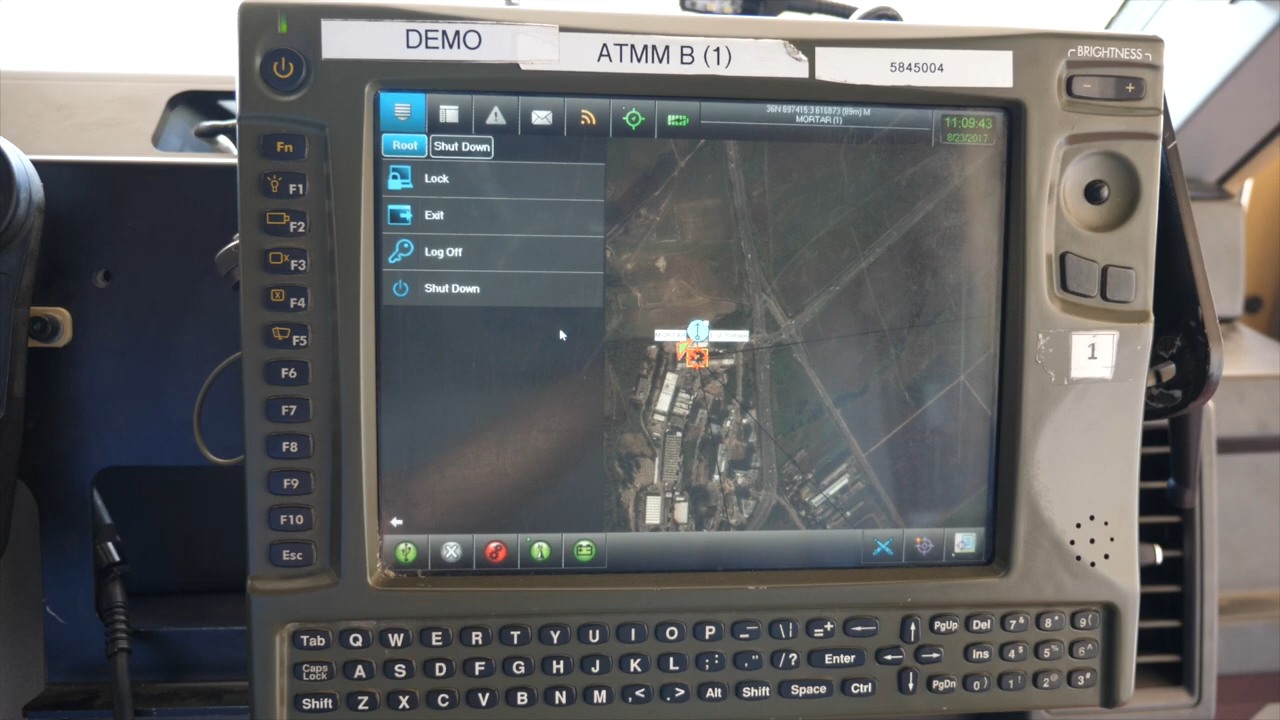 DEMO
ATMM B (1)
5845004
BRIGHTNESS
- +
36N 697415:3 616873 (89m) M
MORTAR (1)
11:09:43
8/23/2017
Root
Shut Down
Lock
Exit
Log Off
Shut Down
Fn
F1
F2
F3
F4
F5
F6
F7
F8
F9
F10
Esc
1
Tab Q W E R T Y U I O P _- |\ =+ PgUp Del 7& 8* 9(
Caps Lock A S D F G H J K L ;: ," /? Enter Ins 4$ 5% 6^
Shift Z X C V B N M ,< .> Alt Shift Space Ctrl PgDn 0) 1! 2@ 3#